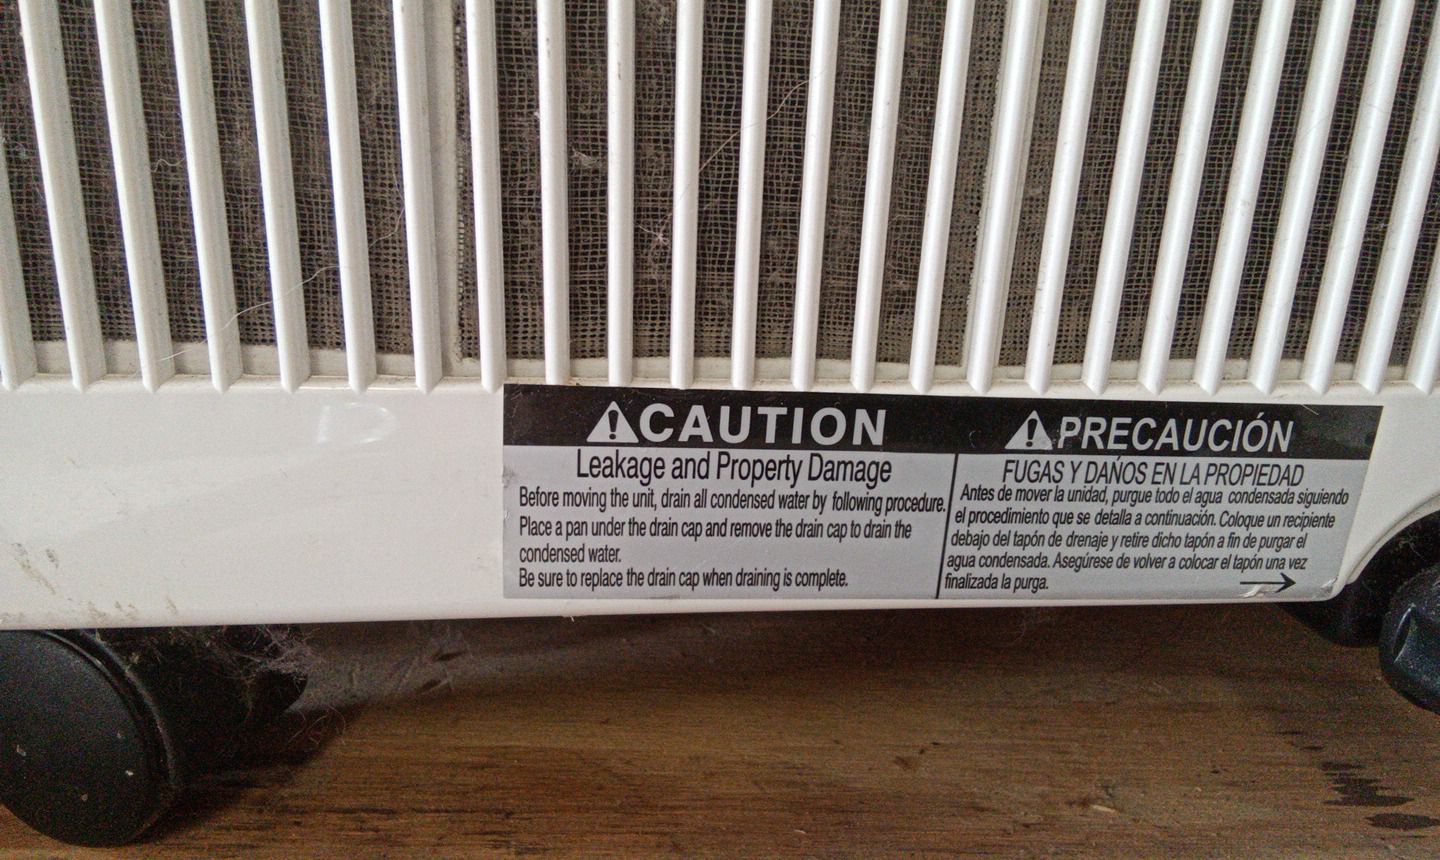 CAUTION
Leakage and Property Damage
Before moving the unit, drain all condensed water by following procedure.
Place a pan under the drain cap and remove the drain cap to drain the
condensed water.
Be sure to replace the drain cap when draining is complete.
PRECAUCIÓN
FUGAS Y DAÑOS EN LA PROPIEDAD
Antes de mover la unidad, purgue todo el agua condensada siguiendo
el procedimiento que se detalla a continuación. Coloque un recipiente
debajo del tapón de drenaje y retire dicho tapón a fin de purgar el
agua condensada. Asegúrese de volver a colocar el tapón una vez
finalizada la purga.